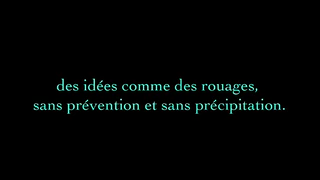 des idées comme des rouages,
sans prévention et sans précipitation.